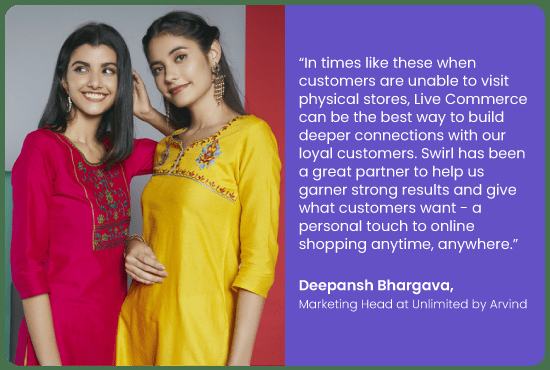 “In times like these when
customers are unable to visit
physical stores, Live Commerce
can be the best way to build
deeper connections with our
loyal customers. Swirl has been
a great partner to help us
garner strong results and give
what customers want - a
personal touch to online
shopping anytime, anywhere.”
Deepansh Bhargava,
Marketing Head at Unlimited by Arvind